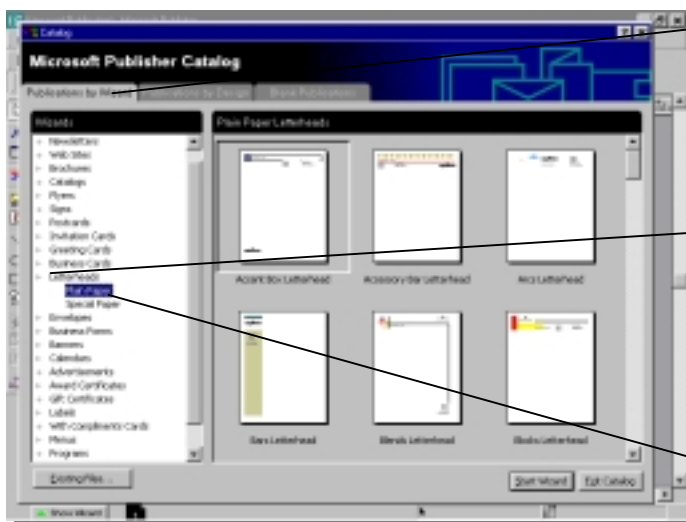 Catalog
Microsoft Publisher Catalog
Publications by Wizard Publications by Design Blank Publications
Wizards
Plain Paper Letterheads
Newsletters
Web Sites
Brochures
Catalogs
Flyers
Signs
Postcards
Invitation Cards
Greeting Cards
Business Cards
Letterheads
Plain Paper
Special Paper
Envelopes
Business Forms
Banners
Calendars
Advertisements
Award Certificates
Gift Certificates
Labels
With Compliments Cards
Menus
Programs
Accent Box Letterhead
Accessory Bar Letterhead
Arcs Letterhead
Bars Letterhead
Blends Letterhead
Blocks Letterhead
Existing Files...
Start Wizard
Exit Catalog
Show Wizard